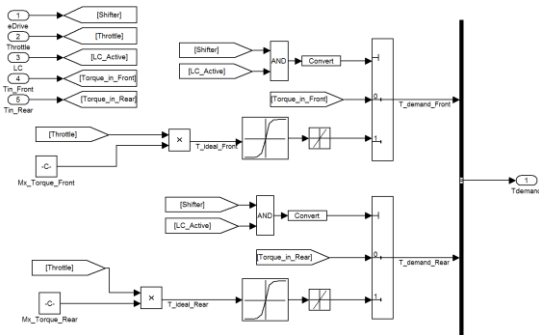 1
[Shifter]
eDrive
2
[Throttle]
Throttle
3
[LC_Active]
LC
4
[Torque_in_Front]
Tin_Front
5
[Torque_in_Rear]
Tin_Rear
[Shifter]
[LC_Active]
AND
Convert
[Torque_in_Front]
0
T_demand_Front
[Throttle]
×
T_ideal_Front
1
-C-
Mx_Torque_Front
1
Tdemand
[Shifter]
[LC_Active]
AND
Convert
[Torque_in_Rear]
0
T_demand_Rear
[Throttle]
×
T_ideal_Rear
1
-C-
Mx_Torque_Rear